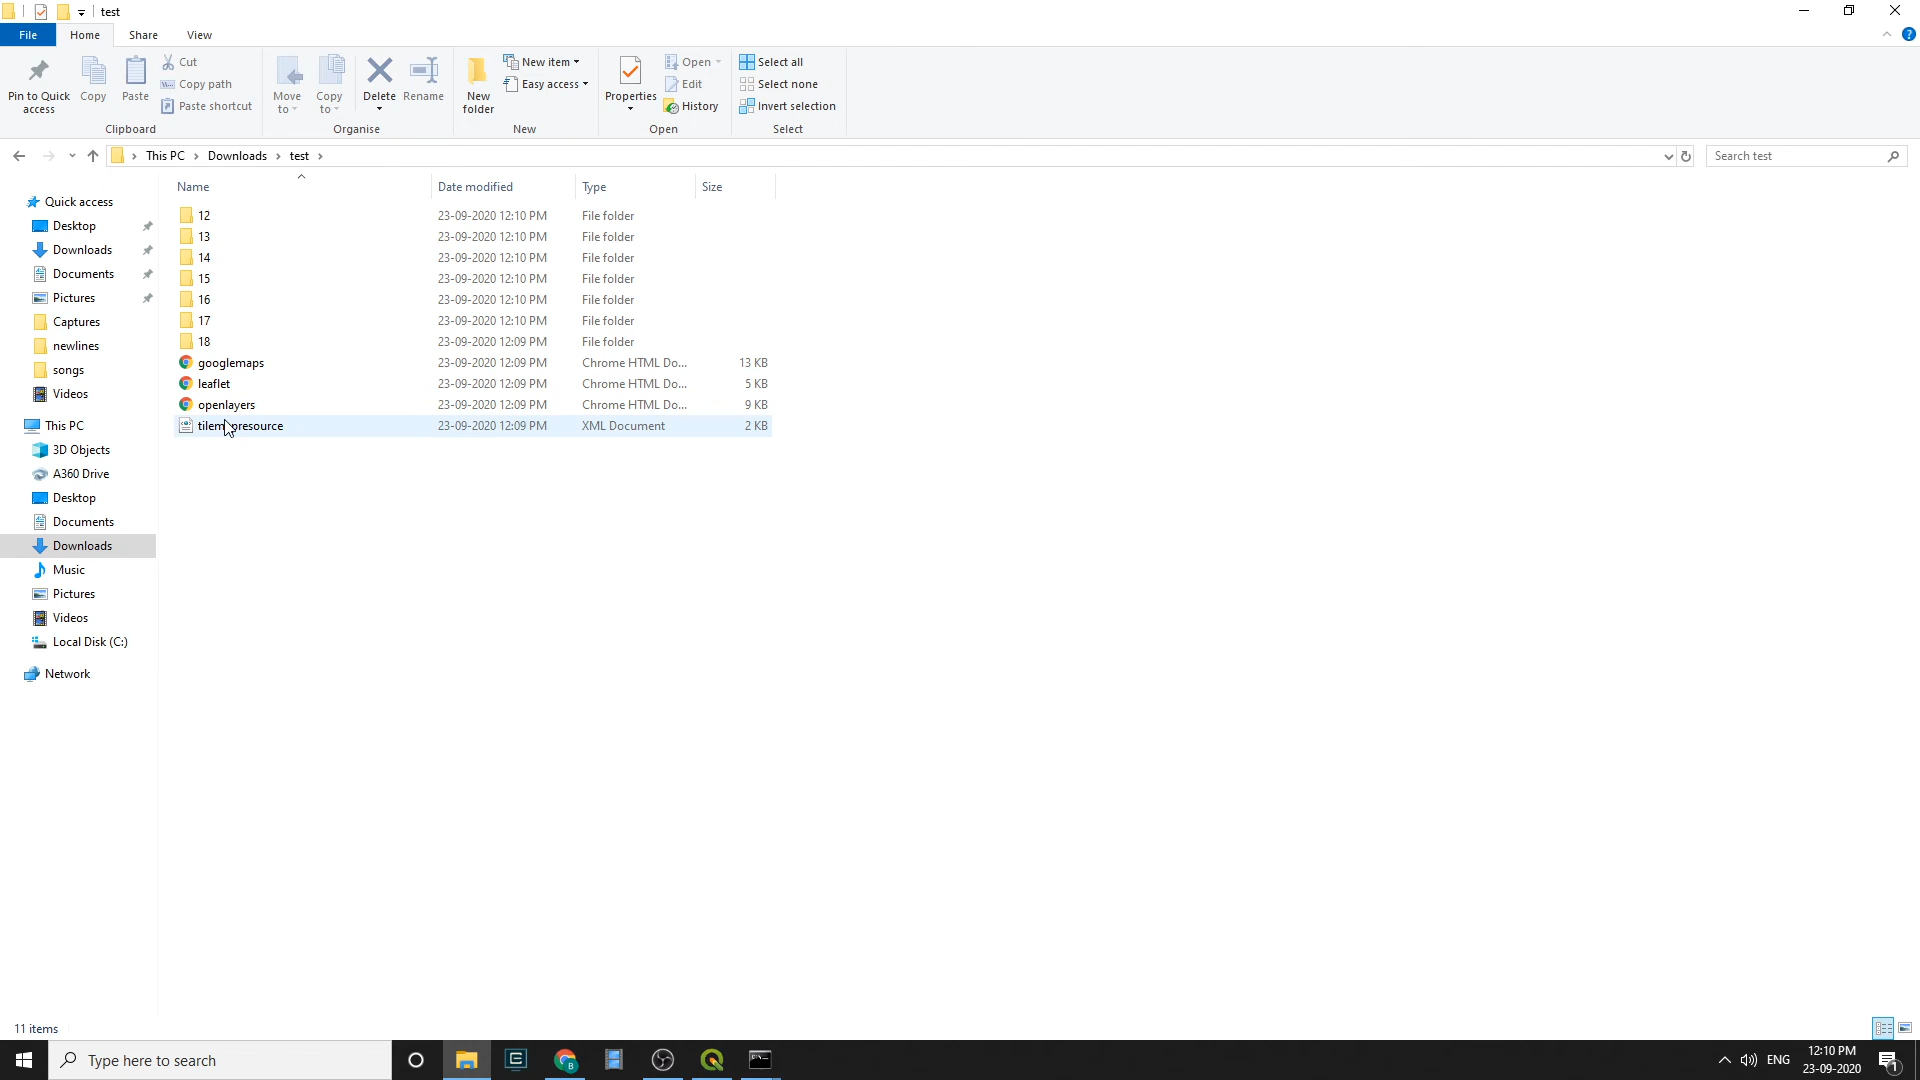 test
File Home Share View
Pin to Quick access
Copy
Paste
Cut
Copy path
Paste shortcut
Clipboard
Move to
Copy to
Delete
Rename
Organise
New folder
New item
Easy access
New
Properties
Open
Edit
History
Open
Select all
Select none
Invert selection
Select
This PC Downloads test
Search test
Name Date modified Type Size
12 23-09-2020 12:10 PM File folder
13 23-09-2020 12:10 PM File folder
14 23-09-2020 12:10 PM File folder
15 23-09-2020 12:10 PM File folder
16 23-09-2020 12:10 PM File folder
17 23-09-2020 12:10 PM File folder
18 23-09-2020 12:09 PM File folder
googlemaps 23-09-2020 12:09 PM Chrome HTML Do... 13 KB
leaflet 23-09-2020 12:09 PM Chrome HTML Do... 5 KB
openlayers 23-09-2020 12:09 PM Chrome HTML Do... 9 KB
tilemapresource 23-09-2020 12:09 PM XML Document 2 KB
Quick access
Desktop
Downloads
Documents
Pictures
Captures
newlines
songs
Videos
This PC
3D Objects
A360 Drive
Desktop
Documents
Downloads
Music
Pictures
Videos
Local Disk (C:)
Network
11 items
Type here to search
ENG
12:10 PM
23-09-2020
1